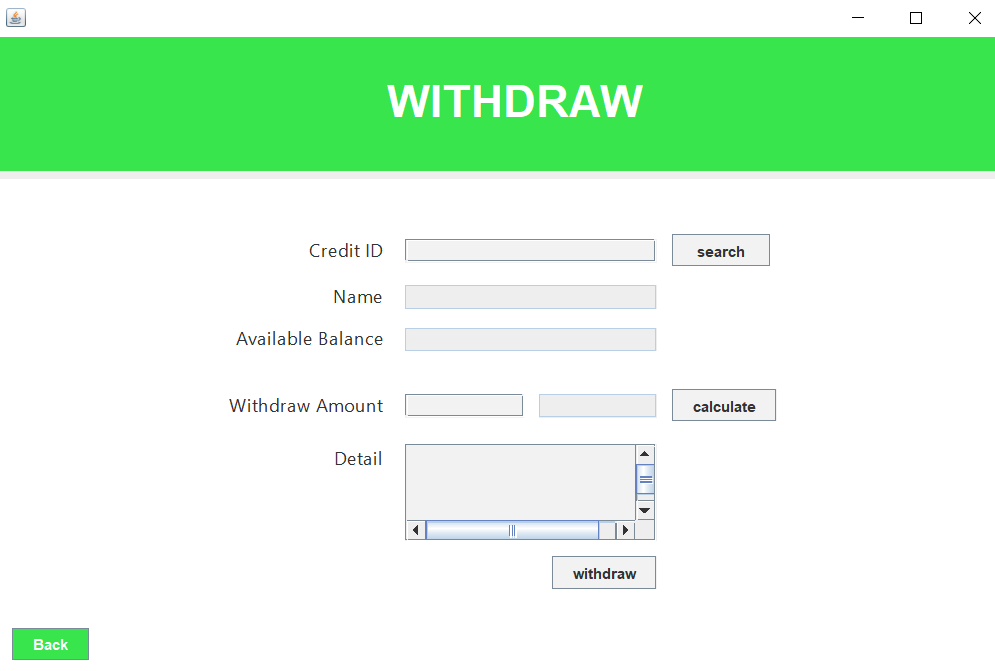 WITHDRAW
Credit ID search
Name
Available Balance
Withdraw Amount calculate
Detail
withdraw
Back